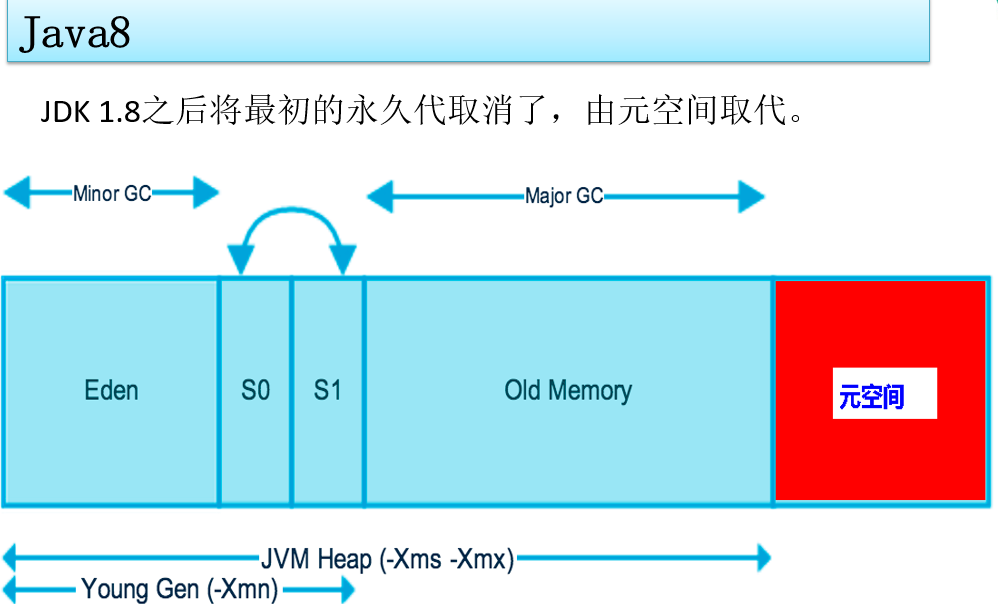 Java8
JDK 1.8之后将最初的永久代取消了，由元空间取代。
Minor GC
Major GC
Eden
S0
S1
Old Memory
元空间
JVM Heap (-Xms -Xmx)
Young Gen (-Xmn)